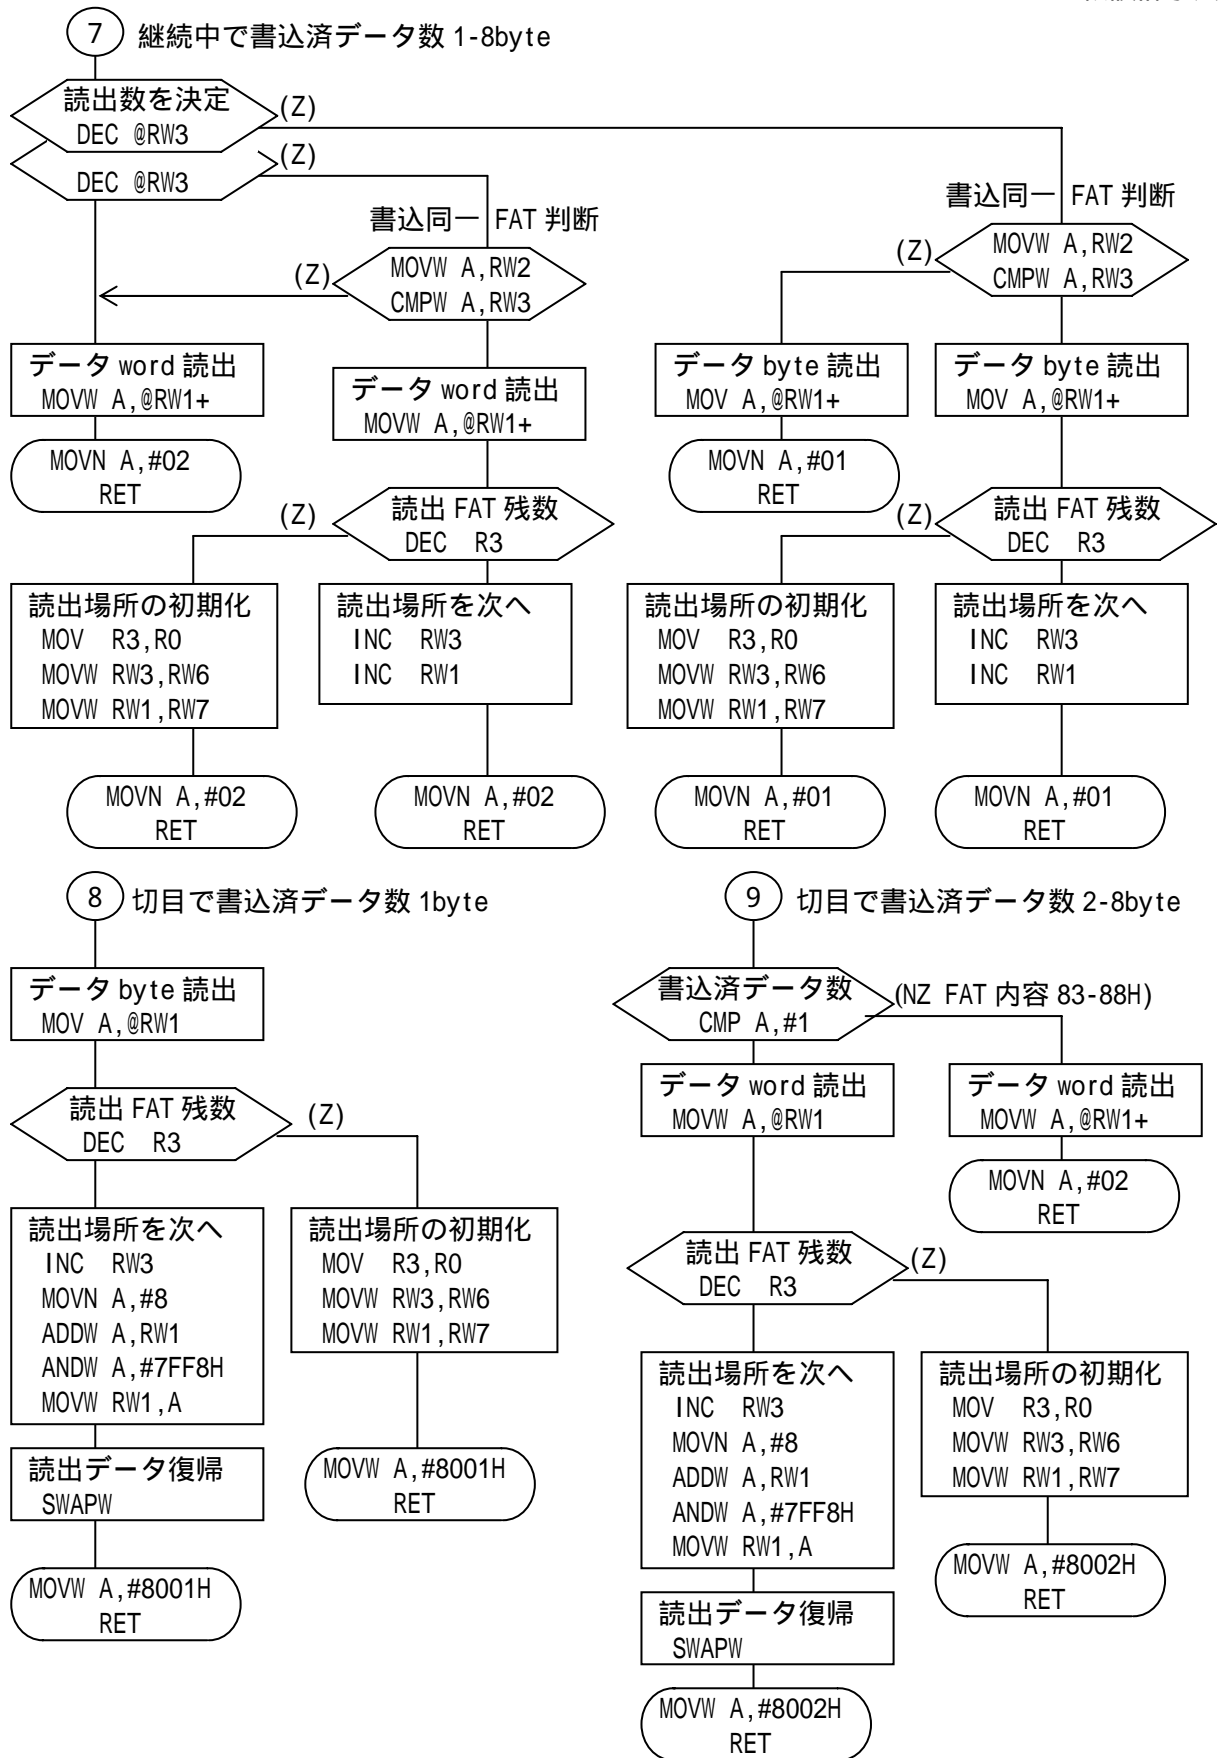 7 継続中で書込済データ数 1-8byte
読出数を決定
DEC @RW3
(Z)
DEC @RW3
(Z)
書込同一 FAT 判断
MOVW A,RW2
CMPW A,RW3
(Z)
データ word 読出
MOVW A,@RW1+
MOVN A,#02
RET
データ word 読出
MOVW A,@RW1+
読出 FAT 残数
DEC R3
(Z)
読出場所の初期化
MOV R3,R0
MOVW RW3,RW6
MOVW RW1,RW7
MOVN A,#02
RET
読出場所を次へ
INC RW3
INC RW1
MOVN A,#02
RET
書込同一 FAT 判断
MOVW A,RW2
CMPW A,RW3
(Z)
データ byte 読出
MOV A,@RW1+
MOVN A,#01
RET
データ byte 読出
MOV A,@RW1+
読出 FAT 残数
DEC R3
(Z)
読出場所の初期化
MOV R3,R0
MOVW RW3,RW6
MOVW RW1,RW7
MOVN A,#01
RET
読出場所を次へ
INC RW3
INC RW1
MOVN A,#01
RET
8 切目で書込済データ数 1byte
データ byte 読出
MOV A,@RW1
読出 FAT 残数
DEC R3
(Z)
読出場所を次へ
INC RW3
MOVN A,#8
ADDW A,RW1
ANDW A,#7FF8H
MOVW RW1,A
読出データ復帰
SWAPW
MOVW A,#8001H
RET
読出場所の初期化
MOV R3,R0
MOVW RW3,RW6
MOVW RW1,RW7
MOVW A,#8001H
RET
9 切目で書込済データ数 2-8byte
書込済データ数
CMP A,#1
(NZ FAT 内容 83-88H)
データ word 読出
MOVW A,@RW1
データ word 読出
MOVW A,@RW1+
MOVN A,#02
RET
読出 FAT 残数
DEC R3
(Z)
読出場所を次へ
INC RW3
MOVN A,#8
ADDW A,RW1
ANDW A,#7FF8H
MOVW RW1,A
読出データ復帰
SWAPW
MOVW A,#8002H
RET
読出場所の初期化
MOV R3,R0
MOVW RW3,RW6
MOVW RW1,RW7
MOVW A,#8002H
RET